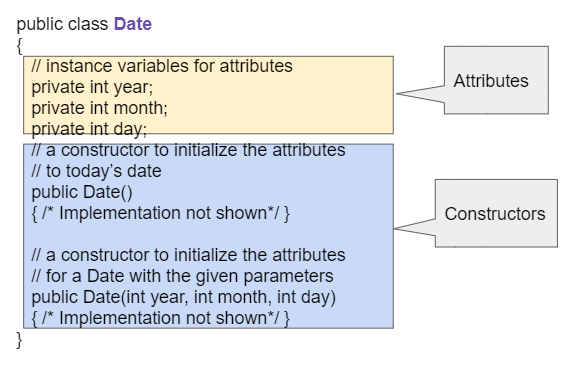 public class Date
{
// instance variables for attributes
private int year;
private int month;
private int day;
Attributes
// a constructor to initialize the attributes
// to today’s date
public Date()
{ /* Implementation not shown*/ }
Constructors
// a constructor to initialize the attributes
// for a Date with the given parameters
public Date(int year, int month, int day)
{ /* Implementation not shown*/ }
}